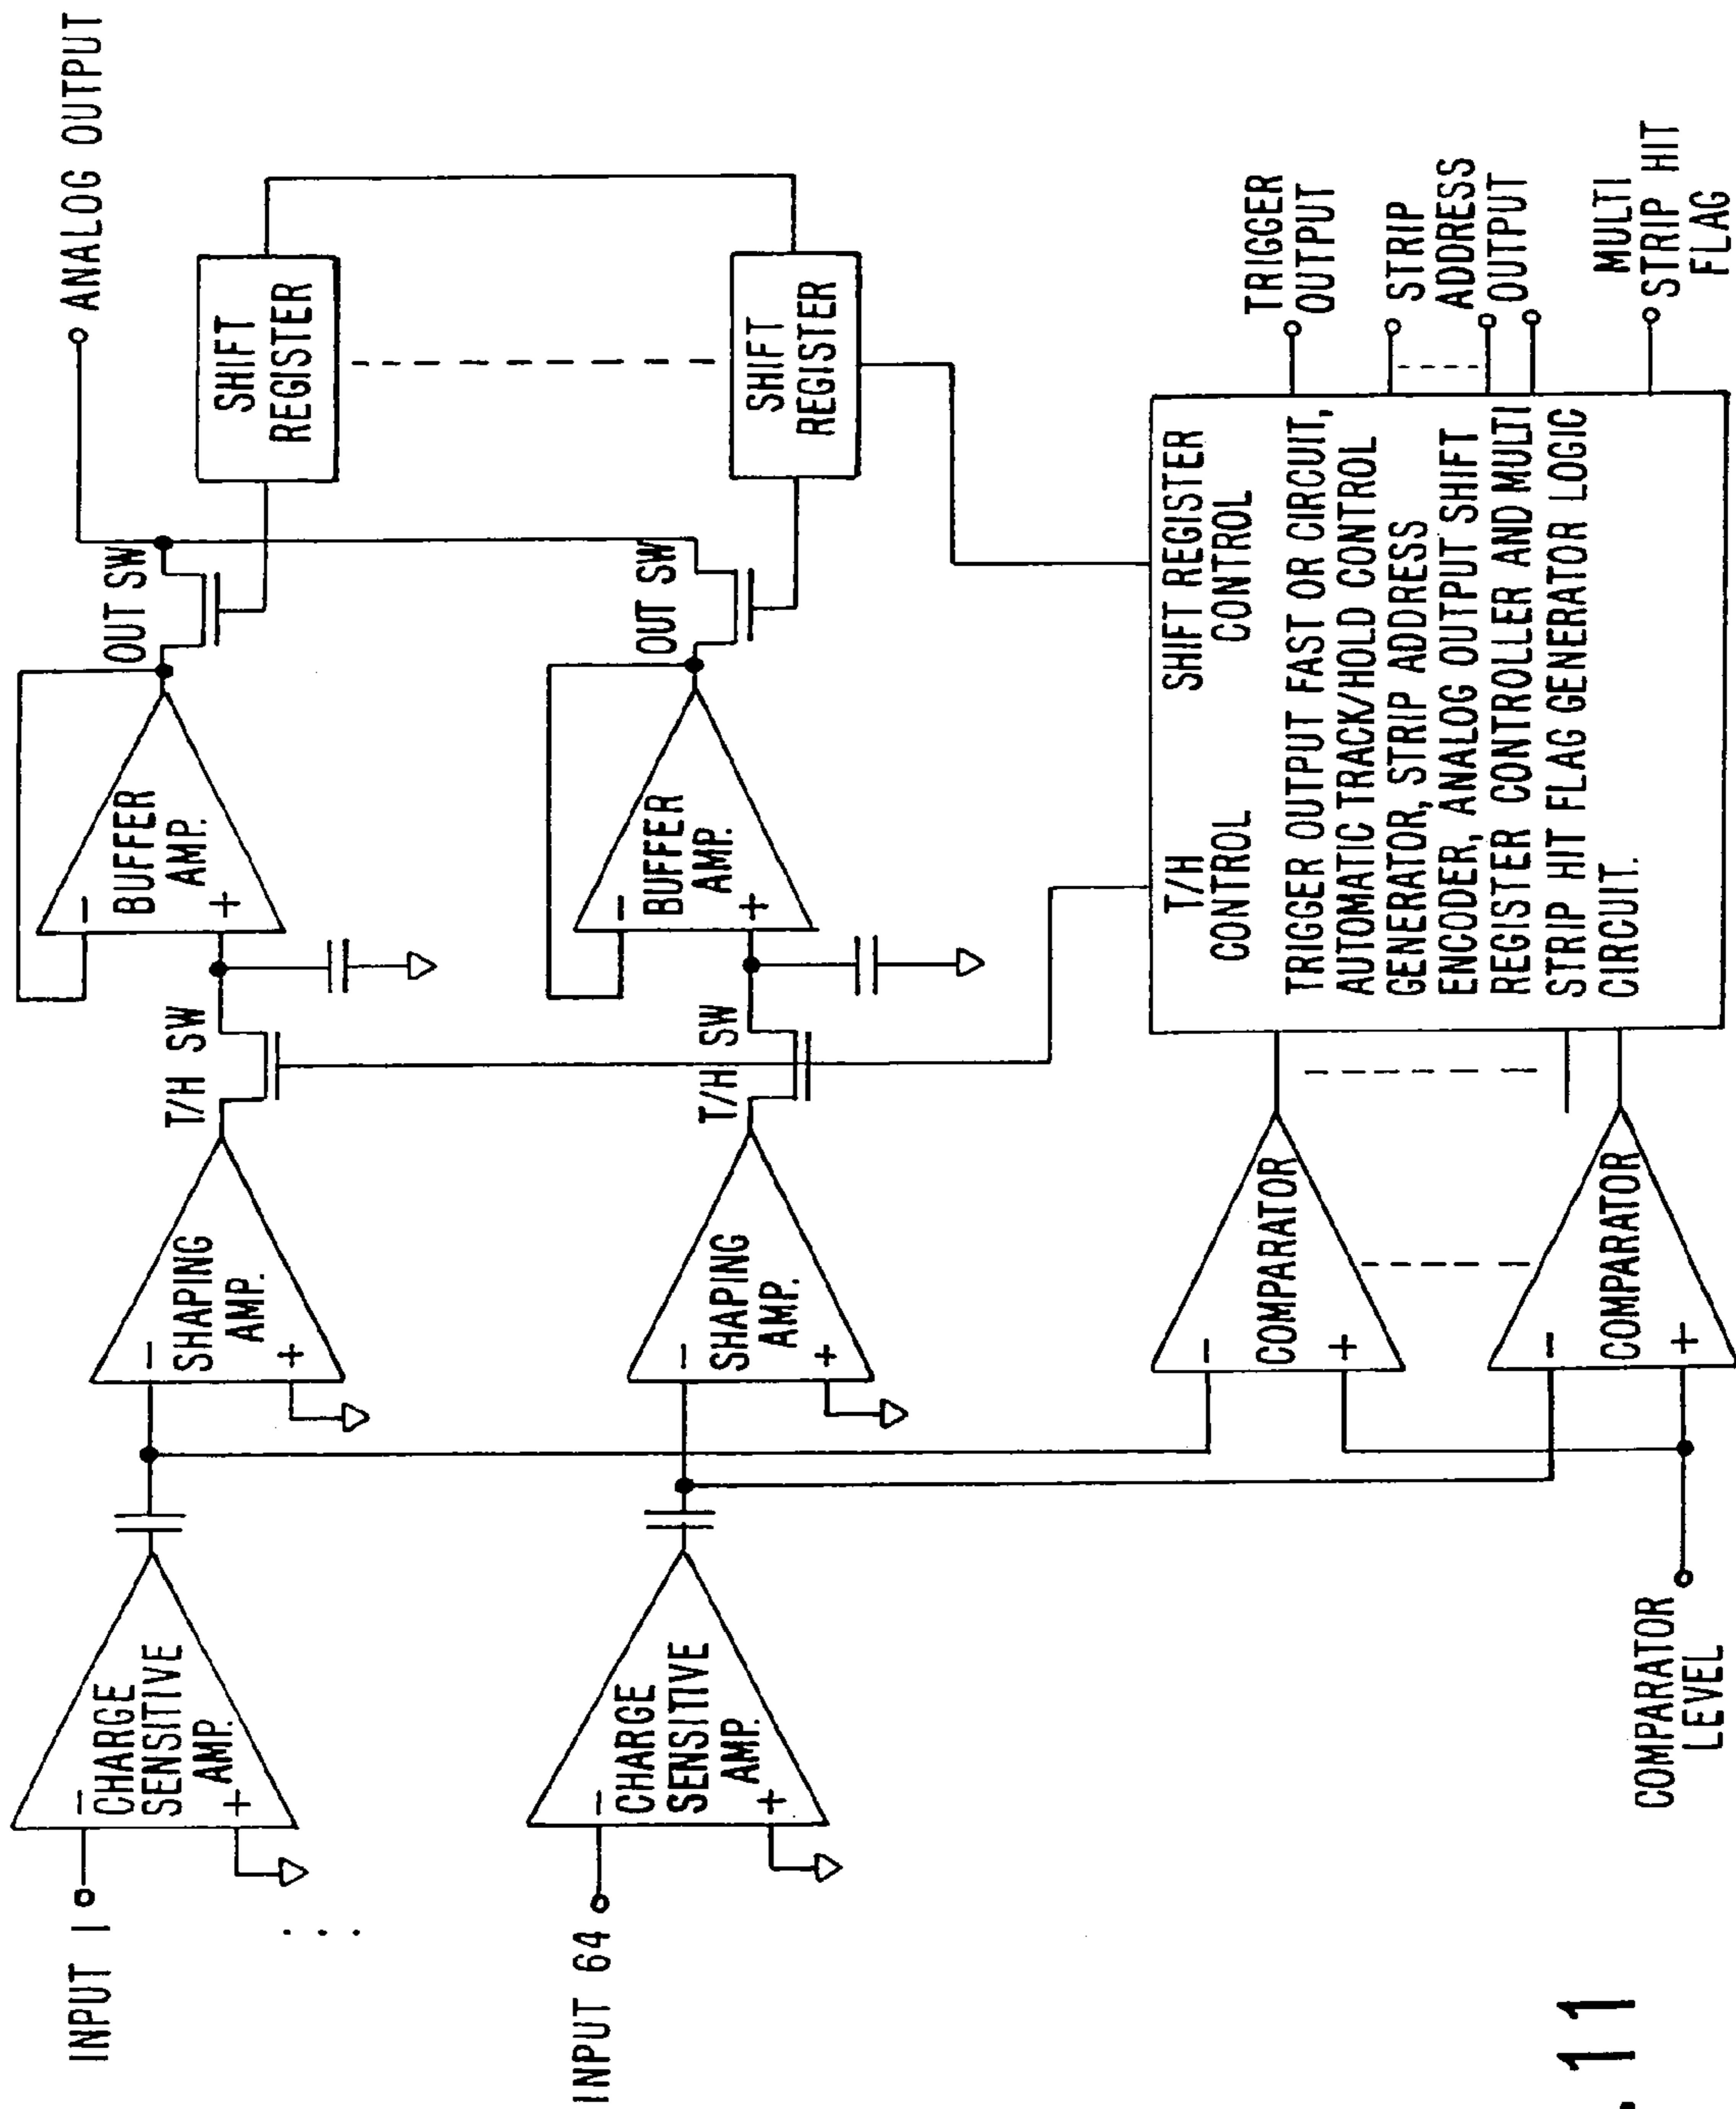 INPUT 1
CHARGE
SENSITIVE
AMP.
-
+
SHAPING
AMP.
-
+
T/H SW
BUFFER
AMP.
-
+
OUT SW
ANALOG OUTPUT
SHIFT
REGISTER
INPUT 64
CHARGE
SENSITIVE
AMP.
-
+
SHAPING
AMP.
-
+
T/H SW
BUFFER
AMP.
-
+
OUT SW
SHIFT
REGISTER
COMPARATOR
LEVEL
COMPARATOR
-
+
COMPARATOR
-
+
T/H
CONTROL
SHIFT REGISTER
CONTROL
TRIGGER OUTPUT FAST OR CIRCUIT,
AUTOMATIC TRACK/HOLD CONTROL
GENERATOR, STRIP ADDRESS
ENCODER, ANALOG OUTPUT SHIFT
REGISTER CONTROLLER AND MULTI
STRIP HIT FLAG GENERATOR LOGIC
CIRCUIT.
TRIGGER
OUTPUT
STRIP
ADDRESS
OUTPUT
MULTI
STRIP HIT
FLAG
. 11